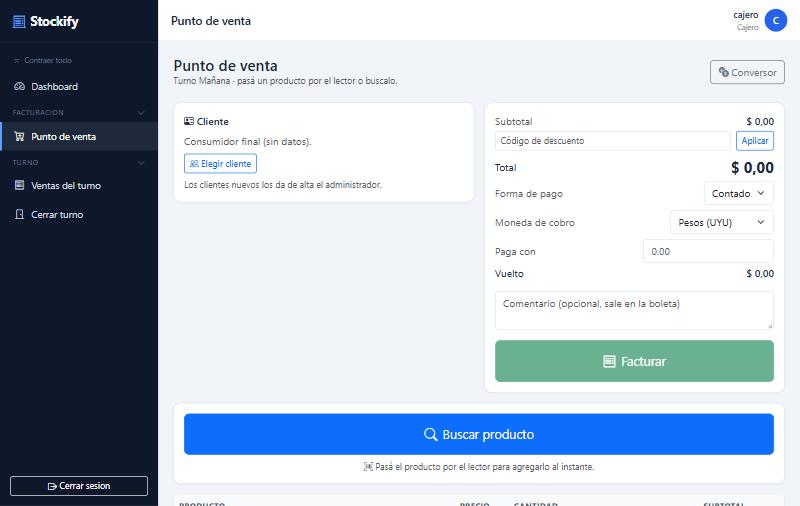 Stockify
Contraer todo
Dashboard
FACTURACION
Punto de venta
TURNO
Ventas del turno
Cerrar turno
Cerrar sesion
Punto de venta
cajero
Cajero
C
Punto de venta
Turno Mañana · pasá un producto por el lector o buscalo.
Conversor
Cliente
Consumidor final (sin datos).
Elegir cliente
Los clientes nuevos los da de alta el administrador.
Subtotal $ 0,00
Código de descuento Aplicar
Total $ 0,00
Forma de pago Contado
Moneda de cobro Pesos (UYU)
Paga con 0.00
Vuelto $ 0,00
Comentario (opcional, sale en la boleta)
Facturar
Buscar producto
Pasá el producto por el lector para agregarlo al instante.
PRODUCTO PRECIO CANTIDAD SUBTOTAL